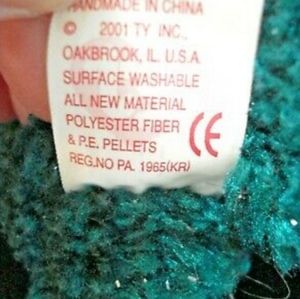 HANDMADE IN CHINA
© 2001 TY INC.,
OAKBROOK, IL. U.S.A.
SURFACE WASHABLE
ALL NEW MATERIAL
POLYESTER FIBER
& P.E. PELLETS CE
REG.NO PA. 1965(KR)